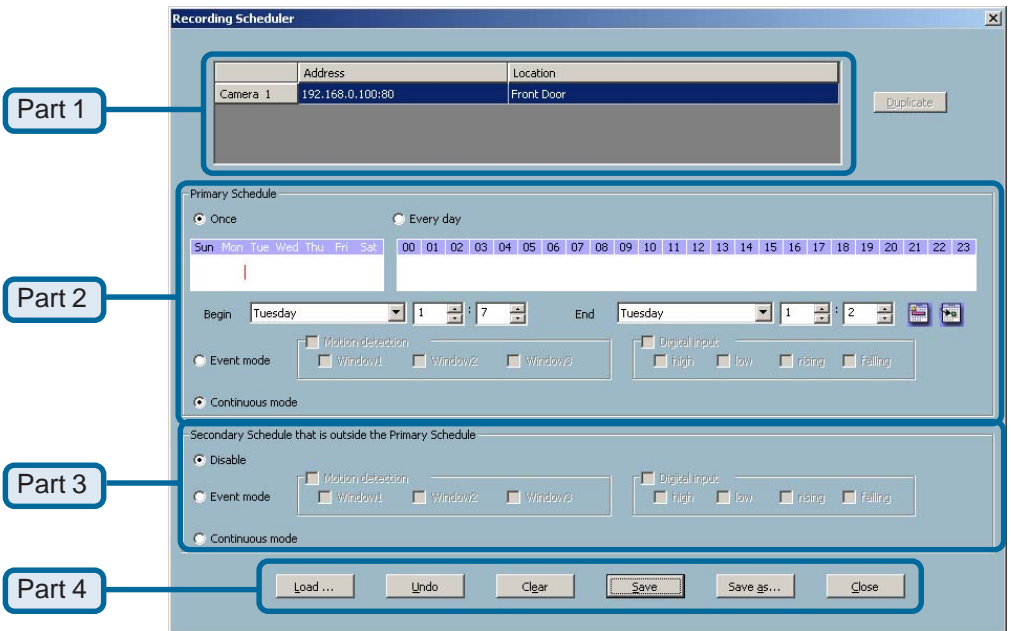 Recording Scheduler
Address Location
Part 1
Camera 1 192.168.0.100:80 Front Door
Duplicate
Primary Schedule
Once Every day
Sun Mon Tue Wed Thu Fri Sat 00 01 02 03 04 05 06 07 08 09 10 11 12 13 14 15 16 17 18 19 20 21 22 23
Part 2
Begin Tuesday 1 : 7 End Tuesday 1 : 2
Motion detection Digital input
Event mode Window1 Window2 Window3 high low rising falling
Continuous mode
Secondary Schedule that is outside the Primary Schedule
Disable
Part 3
Motion detection Digital input
Event mode Window1 Window2 Window3 high low rising falling
Continuous mode
Part 4
Load ... Undo Clear Save Save as... Close